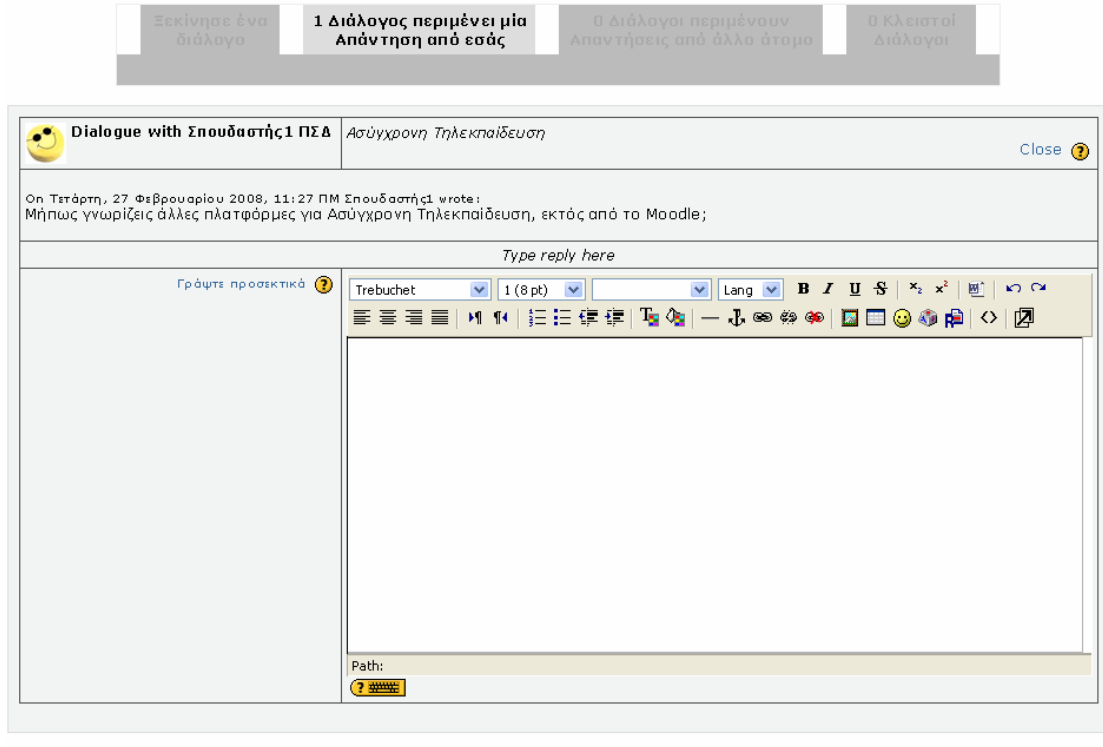 Ξεκίνησε ένα διάλογο
1 Διάλογος περιμένει μία Απάντηση από εσάς
0 Διάλογοι περιμένουν Απαντήσεις από άλλο άτομο
0 Κλειστοί Διάλογοι
Dialogue with Σπουδαστής1 ΠΣΔ
Ασύγχρονη Τηλεκπαίδευση
Close
On Τετάρτη, 27 Φεβρουαρίου 2008, 11:27 ΠΜ Σπουδαστής1 wrote:
Μήπως γνωρίζεις άλλες πλατφόρμες για Ασύγχρονη Τηλεκπαίδευση, εκτός από το Moodle;
Type reply here
Γράψτε προσεκτικά
Trebuchet 1 (8 pt) Lang B I U S
Path: